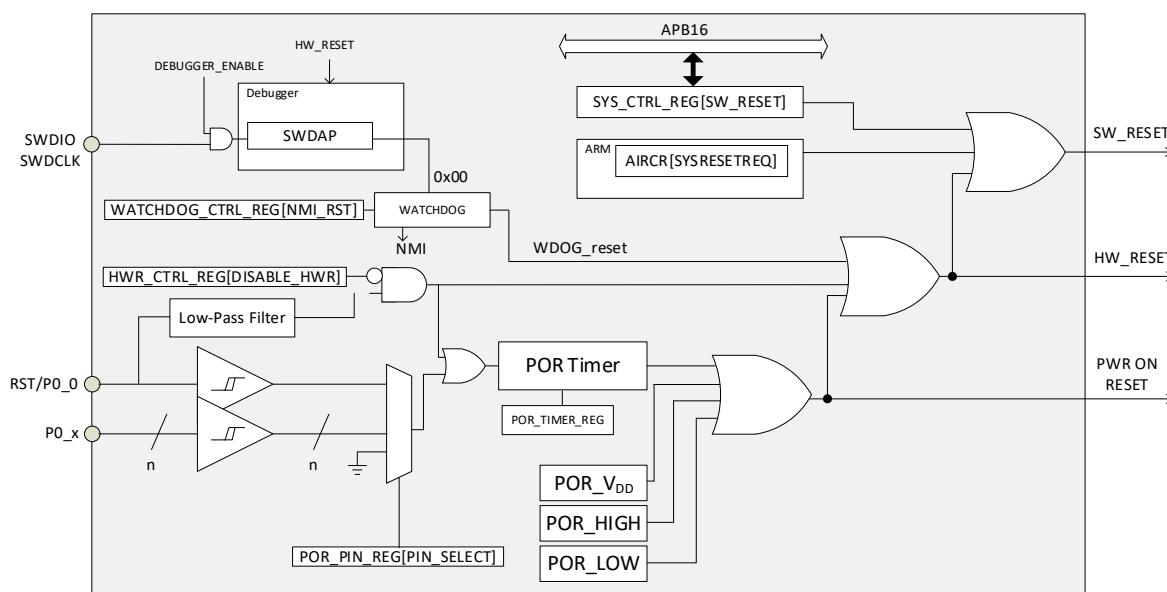 APB16
HW_RESET
DEBUGGER_ENABLE
Debugger
SWDAP
SYS_CTRL_REG[SW_RESET]
SWDIO
SWDCLK
ARM
AIRCR[SYSRESETREQ]
SW_RESET
0x00
WATCHDOG_CTRL_REG[NMI_RST]
WATCHDOG
NMI
WDOG_reset
HW_RESET
HWR_CTRL_REG[DISABLE_HWR]
Low-Pass Filter
RST/P0_0
POR Timer
PWR ON
RESET
POR_TIMER_REG
P0_x
n
n
POR_VDD
POR_HIGH
POR_LOW
POR_PIN_REG[PIN_SELECT]